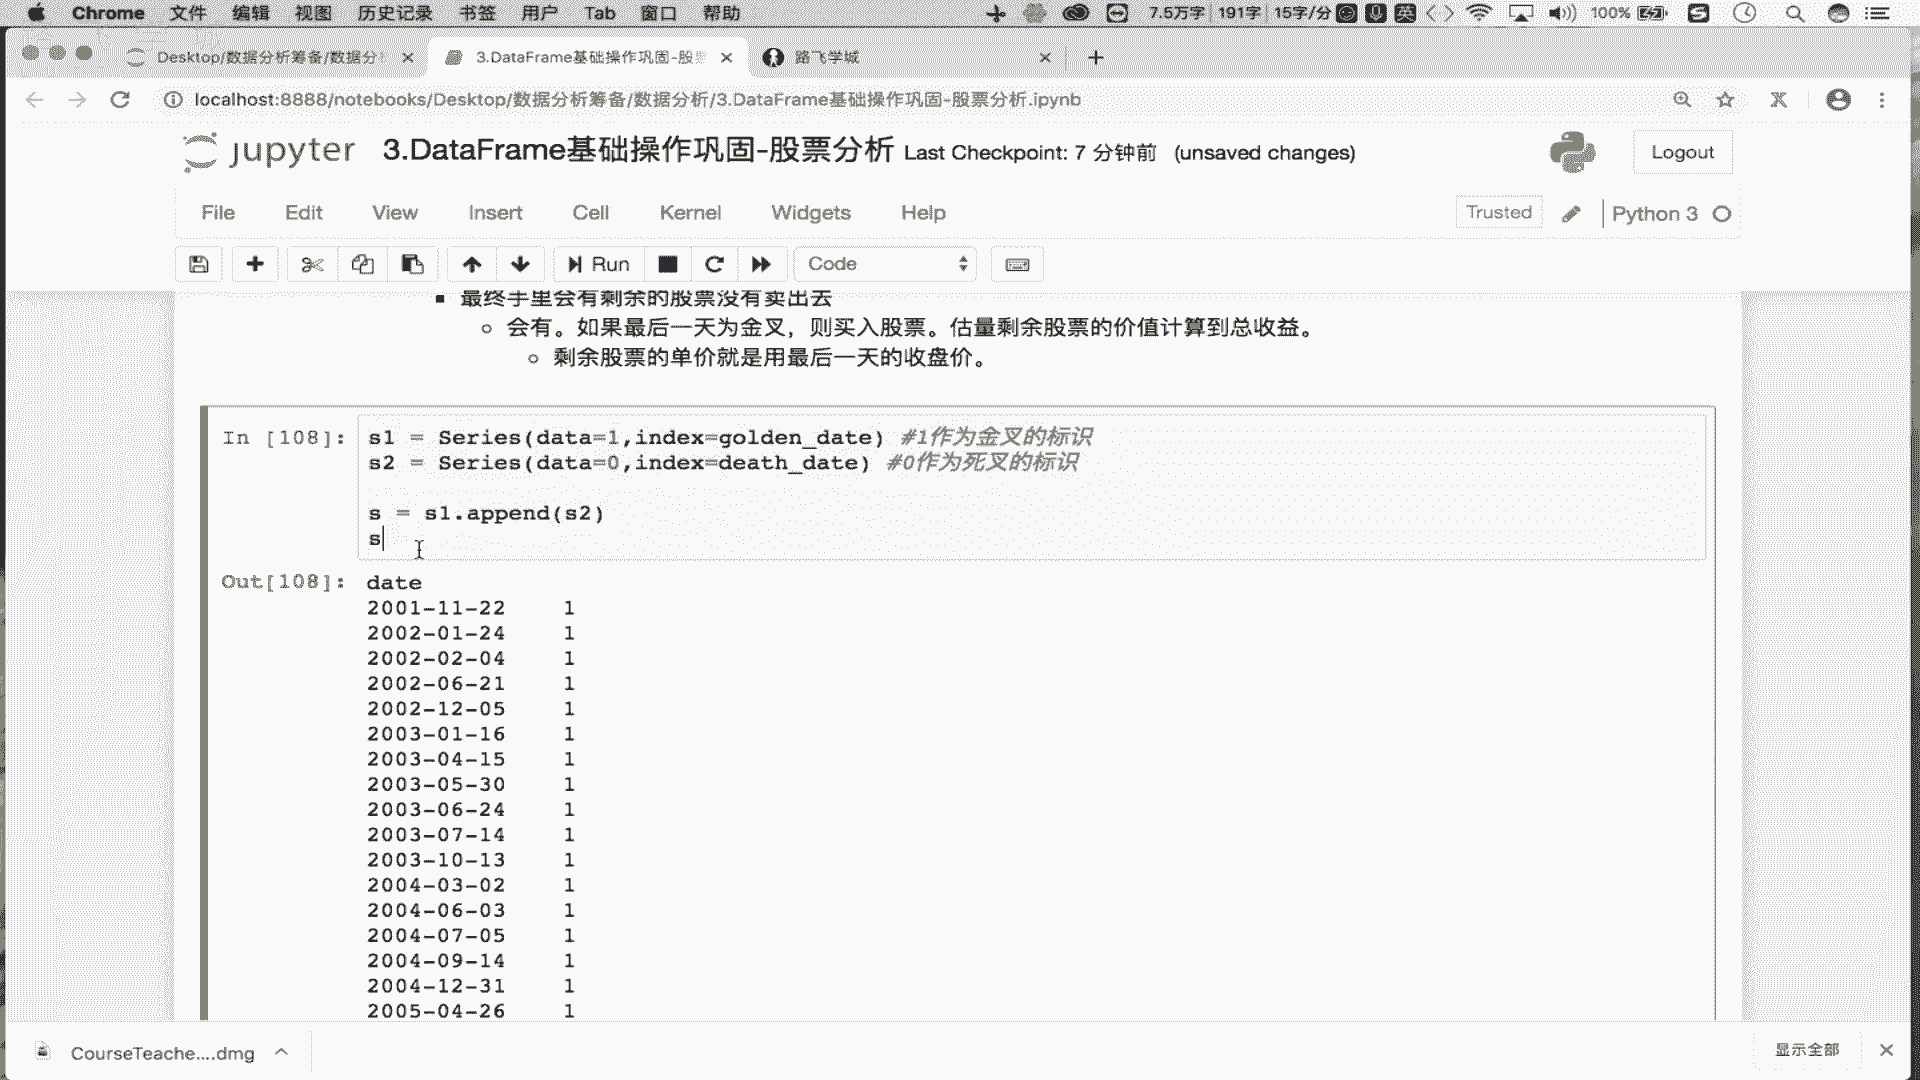 Chrome 文件 编辑 视图 历史记录 书签 用户 Tab 窗口 帮助 7.5万字 191字 15字/分 英 100%
Desktop/数据分析筹备/数据分 3.DataFrame基础操作巩固-股 路飞学城
localhost:8888/notebooks/Desktop/数据分析筹备/数据分析/3.DataFrame基础操作巩固-股票分析.ipynb
jupyter 3.DataFrame基础操作巩固-股票分析 Last Checkpoint: 7 分钟前 (unsaved changes) Logout
File Edit View Insert Cell Kernel Widgets Help Trusted Python 3
Run Code
最终手里会有剩余的股票没有卖出去
会有。如果最后一天为金叉，则买入股票。估量剩余股票的价值计算到总收益。
剩余股票的单价就是用最后一天的收盘价。
In [108]: s1 = Series(data=1,index=golden_date) #1作为金叉的标识
s2 = Series(data=0,index=death_date) #0作为死叉的标识
s = s1.append(s2)
s
Out[108]: date
2001-11-22 1
2002-01-24 1
2002-02-04 1
2002-06-21 1
2002-12-05 1
2003-01-16 1
2003-04-15 1
2003-05-30 1
2003-06-24 1
2003-07-14 1
2003-10-13 1
2004-03-02 1
2004-06-03 1
2004-07-05 1
2004-09-14 1
2004-12-31 1
2005-04-26 1
CourseTeache....dmg 显示全部